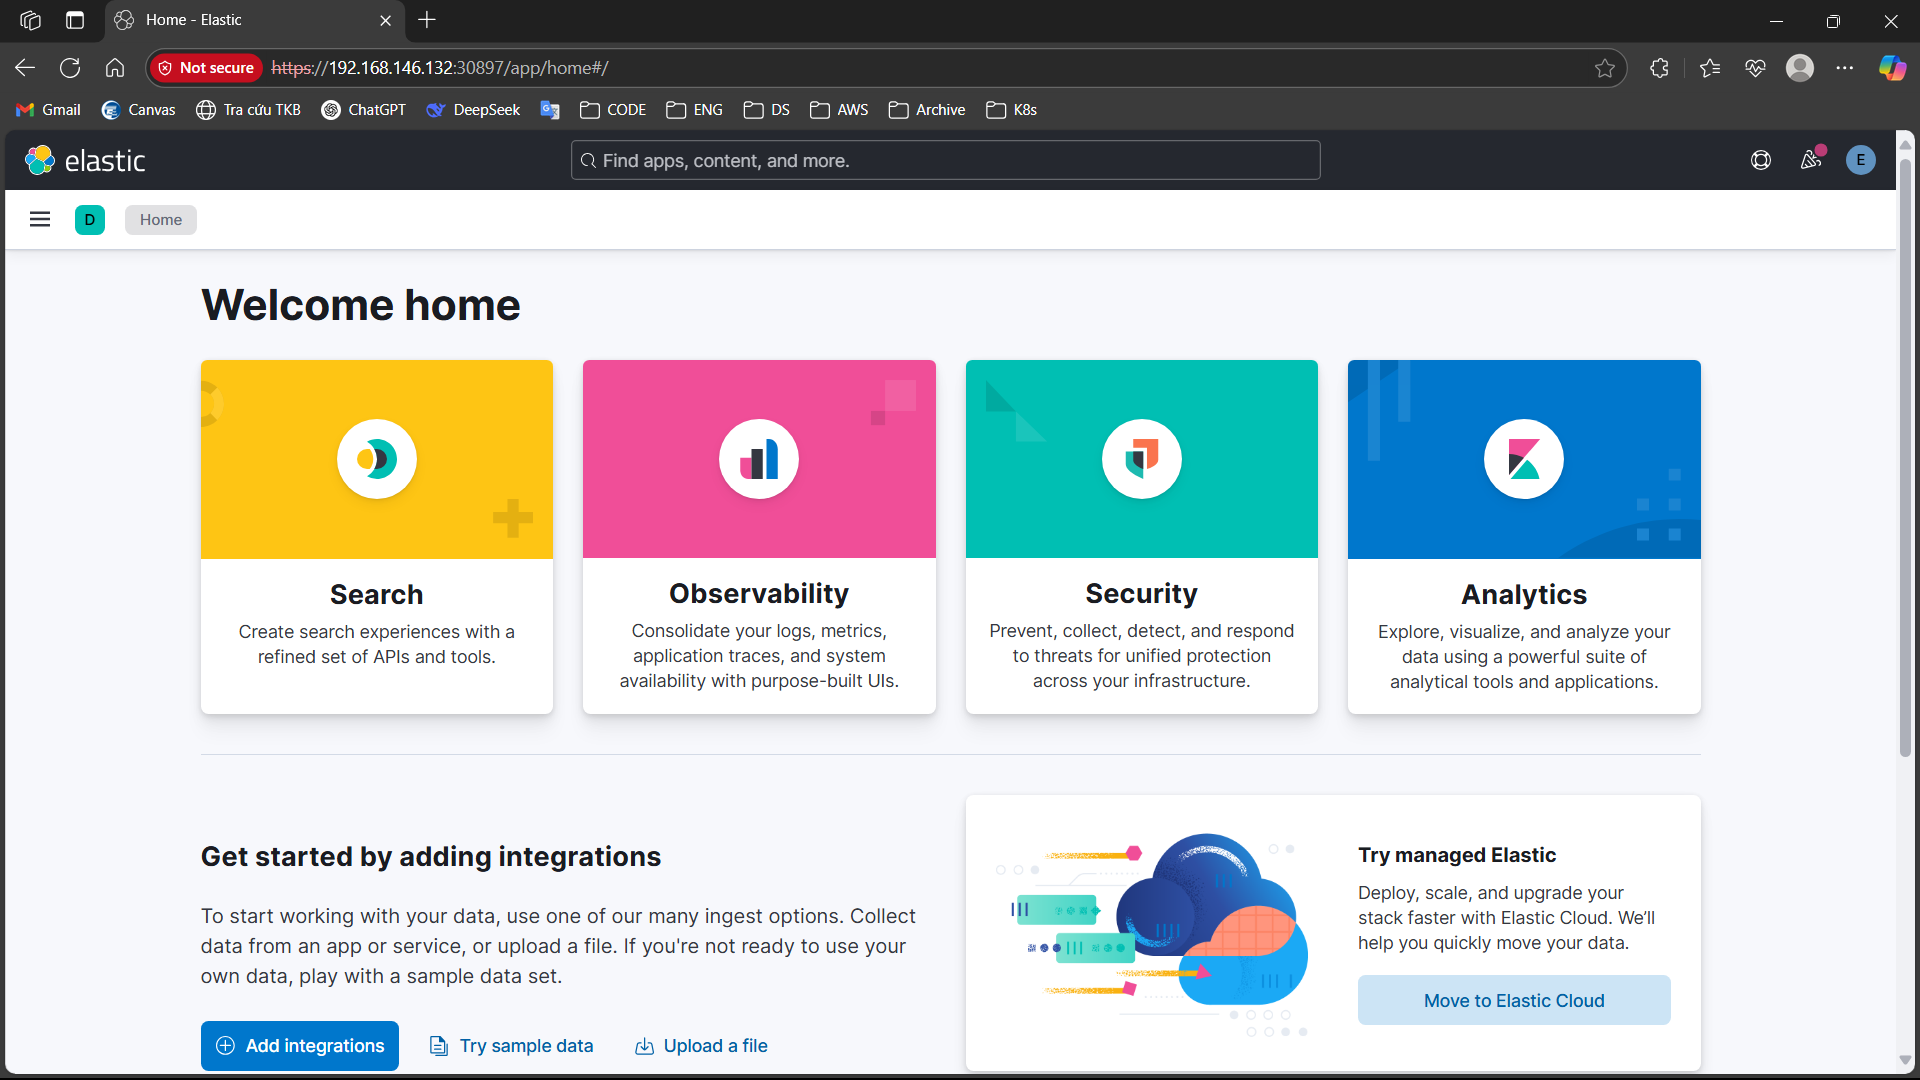 Home - Elastic
Not secure https://192.168.146.132:30897/app/home#/
Gmail Canvas Tra cứu TKB ChatGPT DeepSeek CODE ENG DS AWS Archive K8s
elastic Find apps, content, and more. E
D Home
Welcome home
Search
Create search experiences with a
refined set of APIs and tools.
Observability
Consolidate your logs, metrics,
application traces, and system
availability with purpose-built UIs.
Security
Prevent, collect, detect, and respond
to threats for unified protection
across your infrastructure.
Analytics
Explore, visualize, and analyze your
data using a powerful suite of
analytical tools and applications.
Get started by adding integrations
To start working with your data, use one of our many ingest options. Collect
data from an app or service, or upload a file. If you're not ready to use your
own data, play with a sample data set.
Add integrations Try sample data Upload a file
Try managed Elastic
Deploy, scale, and upgrade your
stack faster with Elastic Cloud. We'll
help you quickly move your data.
Move to Elastic Cloud